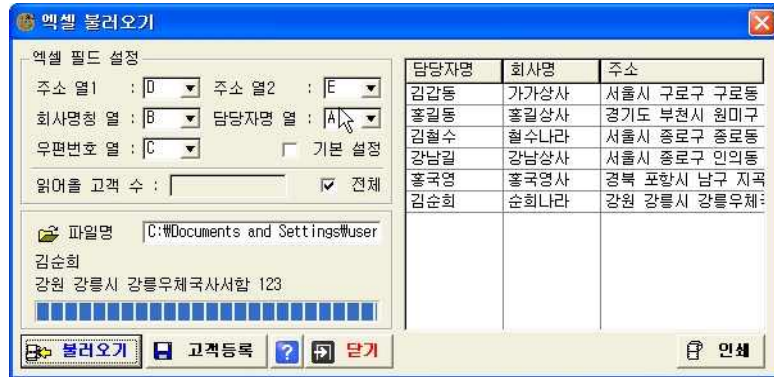 엑셀 불러오기
엑셀 필드 설정
주소 열1 : D 주소 열2 : E
회사명칭 열 : B 담당자명 열 : A
우편번호 열 : C 기본 설정
읽어올 고객 수 : 전체
파일명 C:₩Documents and Settings₩user
김순희
강원 강릉시 강릉우체국사서함 123
불러오기 고객등록 ? 닫기
담당자명 회사명 주소
김갑동 가가상사 서울시 구로구 구로동
홍길동 홍길상사 경기도 부천시 원미구
김철수 철수나라 서울시 종로구 종로동
강남길 강남상사 서울시 종로구 인의동
홍국영 홍국영사 경북 포항시 남구 지곡
김순희 순희나라 강원 강릉시 강릉우체
인쇄